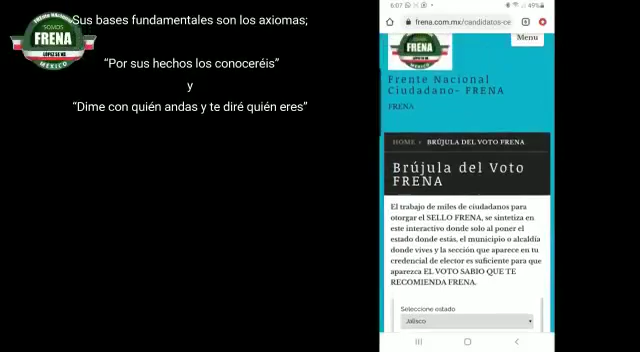 Sus bases fundamentales son los axiomas;
"Por sus hechos los conoceréis"
y
"Dime con quién andas y te diré quién eres"
SOMOS
FRENA
LOPEZ SE VA
MEXICO
6:07
49%
frena.com.mx/candidatos-ce
Menu
FRENA
Frente Nacional
Ciudadano- FRENA
FRENA
HOME » BRÚJULA DEL VOTO FRENA
Brújula del Voto
FRENA
El trabajo de miles de ciudadanos para
otorgar el SELLO FRENA, se sintetiza en
este interactivo donde solo al poner el
estado donde estás, el municipio o alcaldía
donde vives y la sección que aparece en tu
credencial de elector es suficiente para que
aparezca EL VOTO SABIO QUE TE
RECOMIENDA FRENA.
Seleccione estado
Jalisco